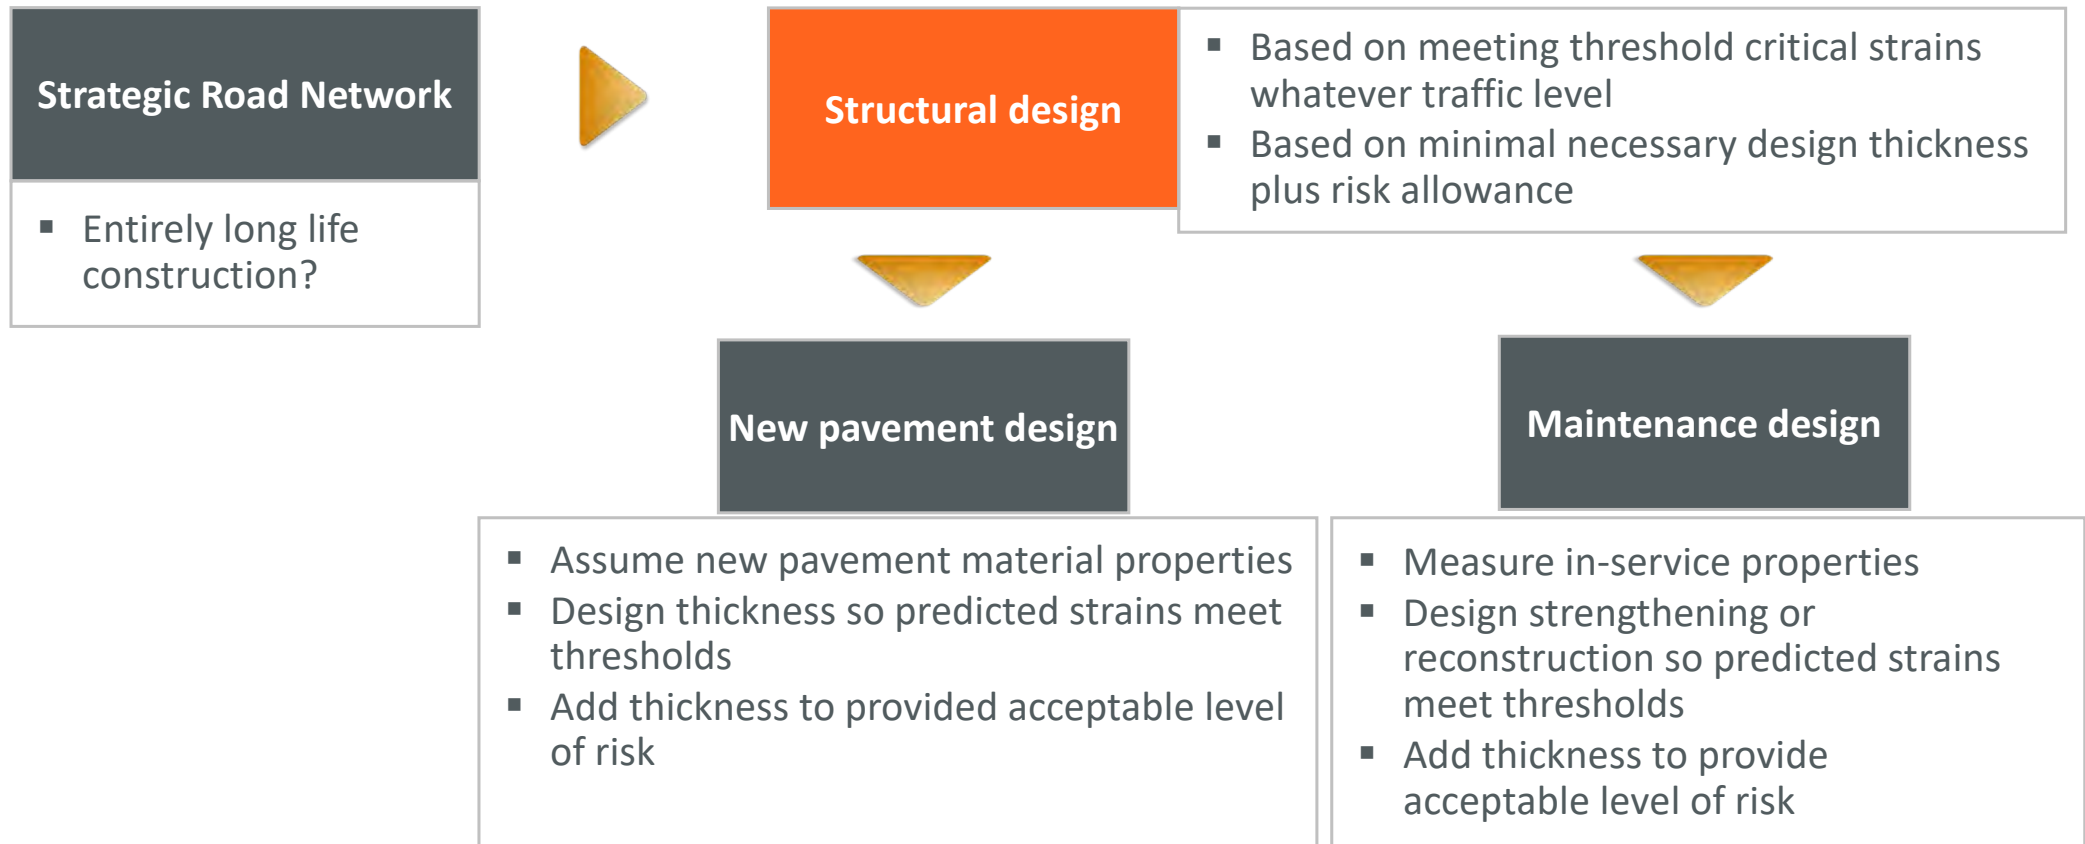 Strategic Road Network
▪ Entirely long life
construction?
Structural design
▪ Based on meeting threshold critical strains
whatever traffic level
▪ Based on minimal necessary design thickness
plus risk allowance
New pavement design
▪ Assume new pavement material properties
▪ Design thickness so predicted strains meet
thresholds
▪ Add thickness to provided acceptable level
of risk
Maintenance design
▪ Measure in-service properties
▪ Design strengthening or
reconstruction so predicted strains
meet thresholds
▪ Add thickness to provide
acceptable level of risk